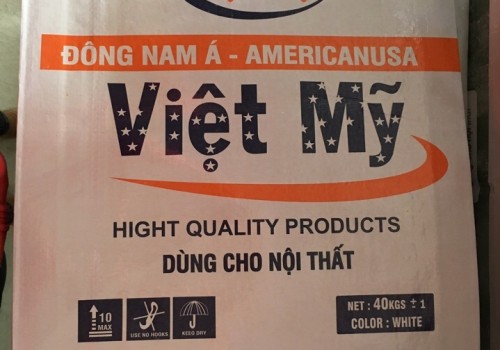 ĐÔNG NAM Á - AMERICANUSA
Việt Mỹ
HIGHT QUALITY PRODUCTS
DÙNG CHO NỘI THẤT
10 MAX
USE NO HOOKS
KEEP DRY
NET : 40KGS ± 1
COLOR : WHITE